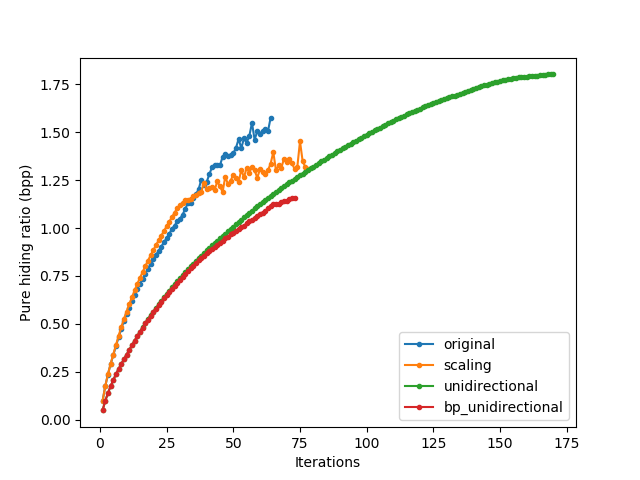 Pure hiding ratio (bpp)
1.75
1.50
1.25
1.00
0.75
0.50
0.25
0.00
original
scaling
unidirectional
bp_unidirectional
0 25 50 75 100 125 150 175
Iterations